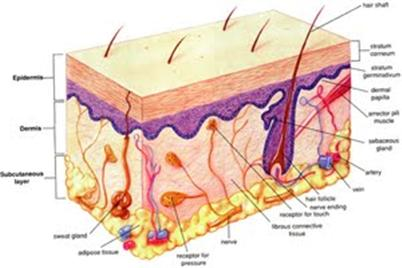 hair shaft
stratum
corneum
stratum
germinativum
dermal
papilla
arrector pili
muscle
sebaceous
gland
artery
vein
hair follicle
nerve ending
receptor for touch
fibrous connective
tissue
nerve
receptor for
pressure
adipose tissue
sweat gland
Subcutaneous
layer
Dermis
Epidermis